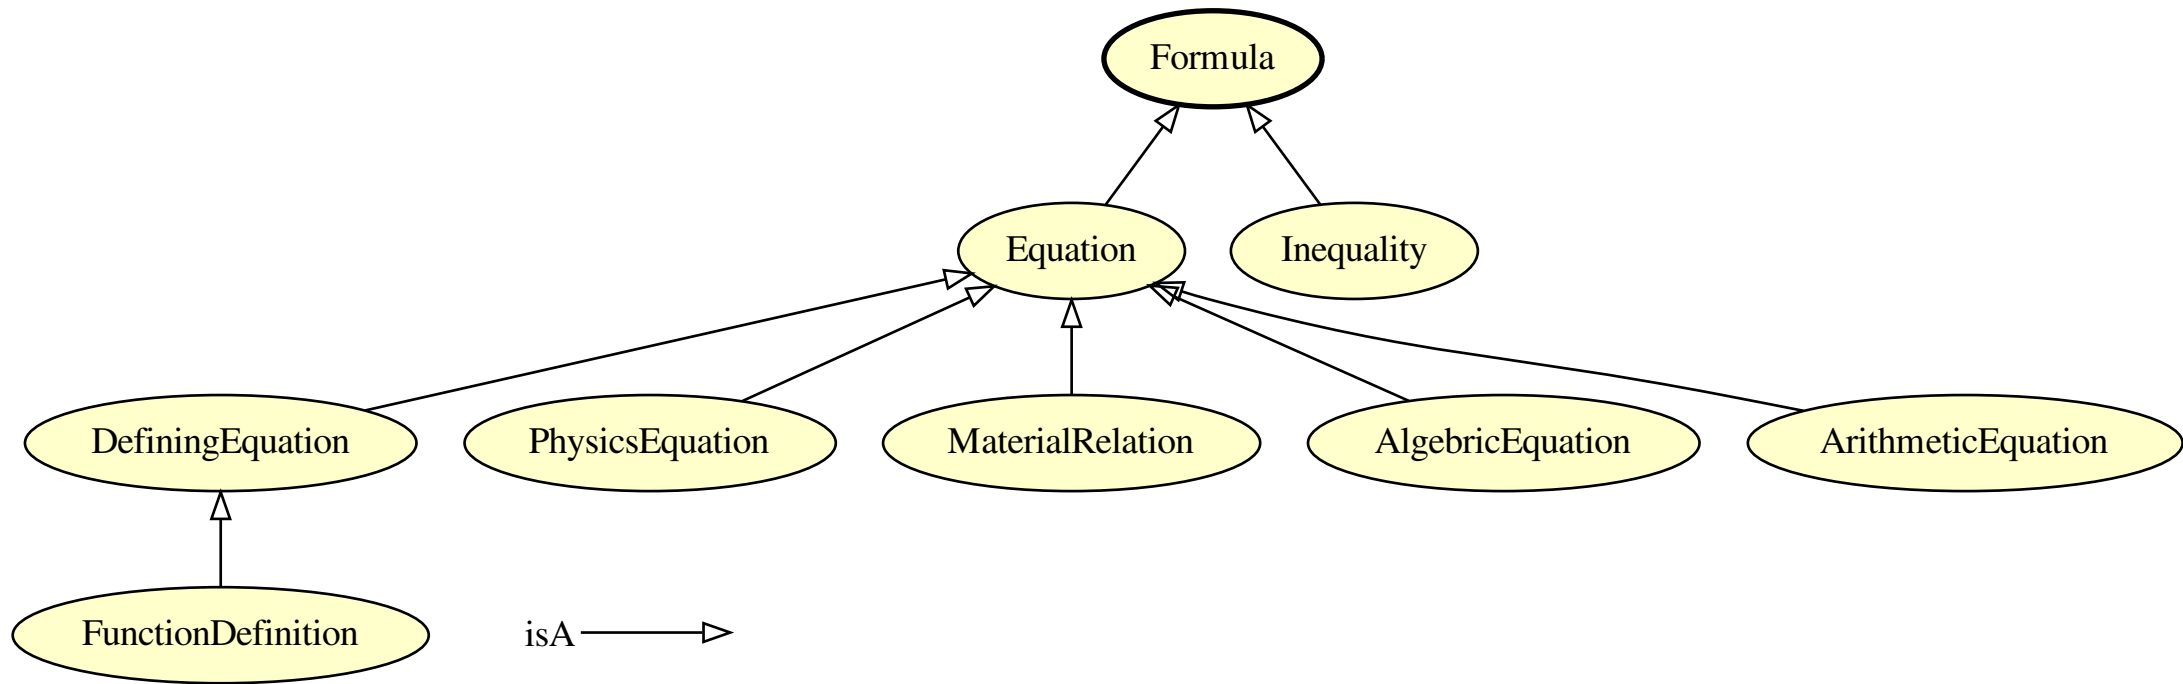 Formula
Equation
Inequality
DefiningEquation
PhysicsEquation
MaterialRelation
AlgebricEquation
ArithmeticEquation
FunctionDefinition
isA